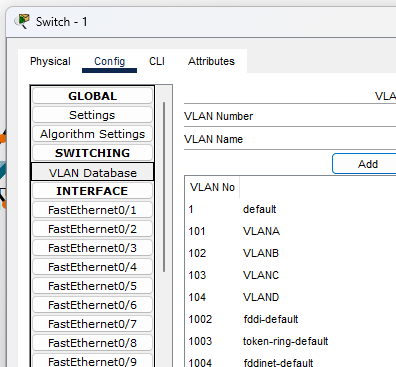 Switch - 1
Physical Config CLI Attributes
GLOBAL
Settings
Algorithm Settings
SWITCHING
VLAN Database
INTERFACE
FastEthernet0/1
FastEthernet0/2
FastEthernet0/3
FastEthernet0/4
FastEthernet0/5
FastEthernet0/6
FastEthernet0/7
FastEthernet0/8
FastEthernet0/9
VLA
VLAN Number
VLAN Name
Add
VLAN No
1 default
101 VLANA
102 VLANB
103 VLANC
104 VLAND
1002 fddi-default
1003 token-ring-default
1004 fddinet-default